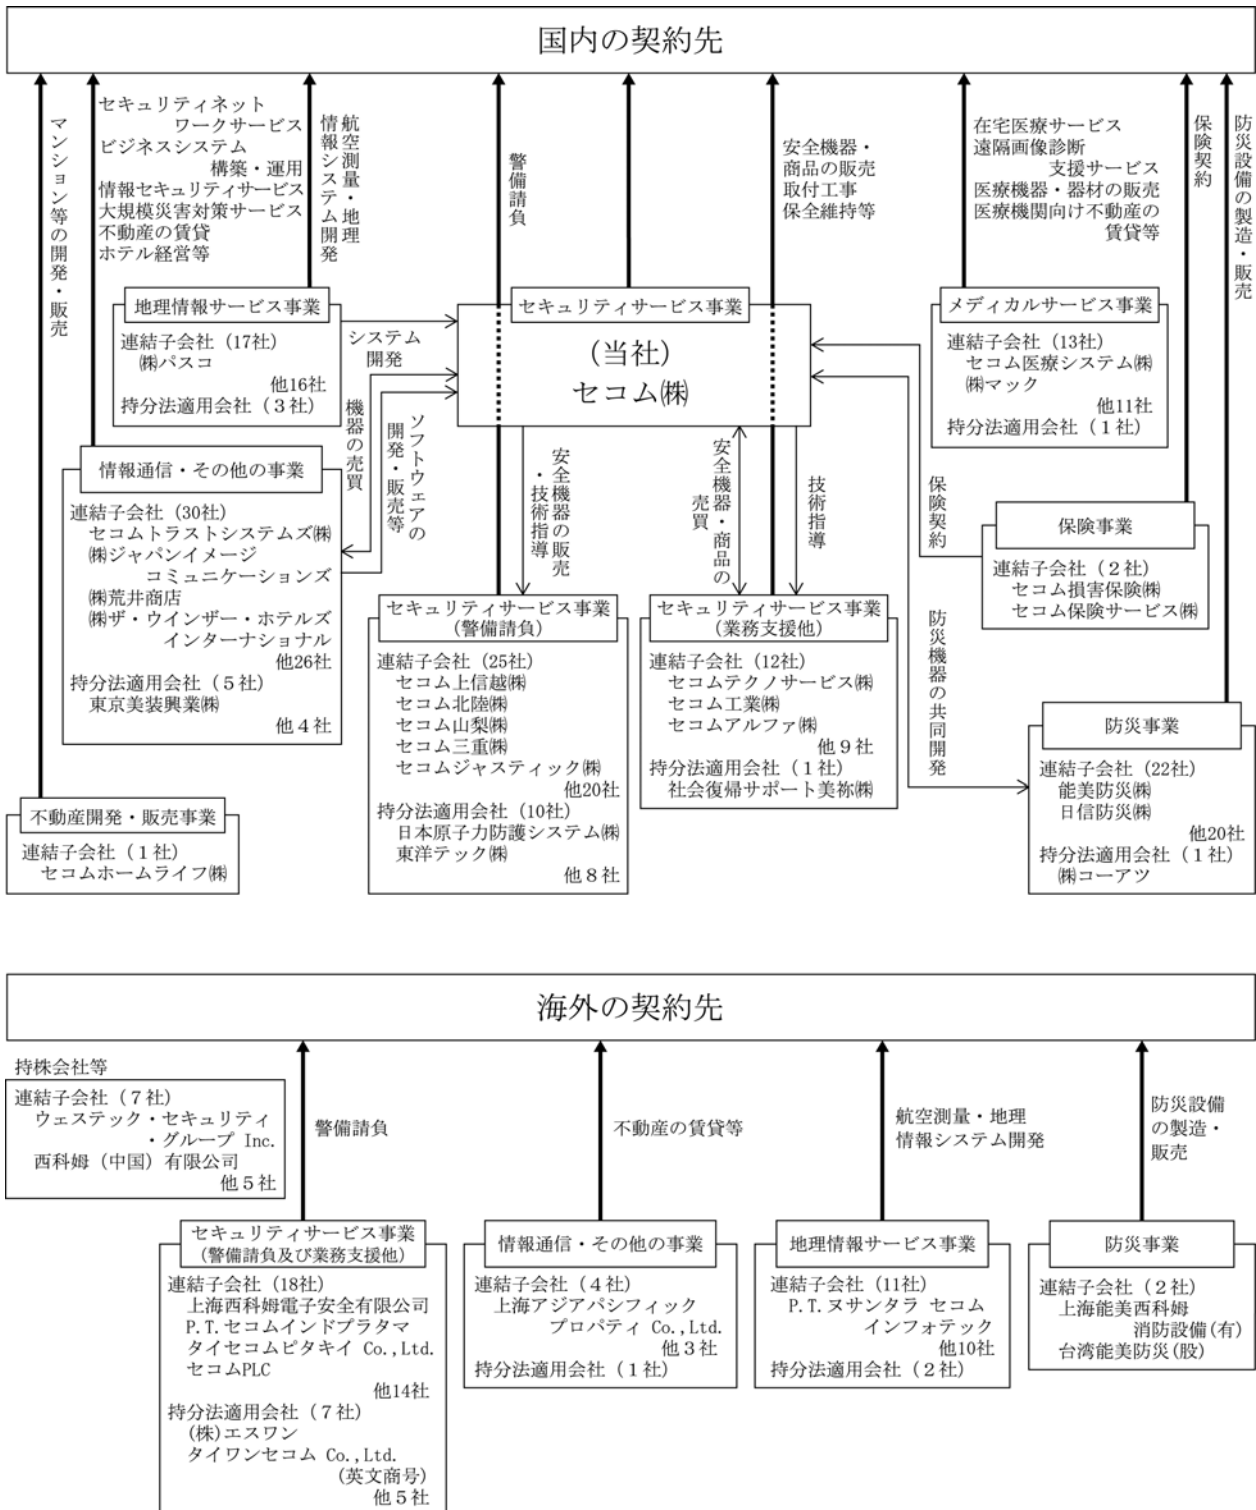 国内の契約先
マンション等の開発・販売
セキュリティネット
ワークサービス
ビジネスシステム
構築・運用
情報セキュリティサービス
大規模災害対策サービス
不動産の賃貸
ホテル経営等
航空測量・地理
情報システム開発
警備請負
安全機器・
商品の販売
取付工事
保全維持等
在宅医療サービス
遠隔画像診断
支援サービス
医療機器・器材の販売
医療機関向け不動産の
賃貸等
保険契約
防災設備の製造・販売
地理情報サービス事業
連結子会社(17社)
㈱パスコ
他16社
持分法適用会社(3社)
システム
開発
機器の売買
ソフトウェアの
開発・販売等
セキュリティサービス事業
(当社)
セコム㈱
メディカルサービス事業
連結子会社(13社)
セコム医療システム㈱
㈱マック
他11社
持分法適用会社(1社)
情報通信・その他の事業
連結子会社(30社)
セコムトラストシステムズ㈱
㈱ジャパンイメージ
コミュニケーションズ
㈱荒井商店
㈱ザ・ウインザー・ホテルズ
インターナショナル
他26社
持分法適用会社(5社)
東京美装興業㈱
他4社
安全機器の販売
・技術指導
安全機器・商品の
売買
技術指導
保険契約
保険事業
連結子会社(2社)
セコム損害保険㈱
セコム保険サービス㈱
セキュリティサービス事業
(警備請負)
連結子会社(25社)
セコム上信越㈱
セコム北陸㈱
セコム山梨㈱
セコム三重㈱
セコムジャスティック㈱
他20社
持分法適用会社(10社)
日本原子力防護システム㈱
東洋テック㈱
他8社
セキュリティサービス事業
(業務支援他)
連結子会社(12社)
セコムテクノサービス㈱
セコム工業㈱
セコムアルファ㈱
他9社
持分法適用会社(1社)
社会復帰サポート美祢㈱
防災機器の共同開発
防災事業
連結子会社(22社)
能美防災㈱
日信防災㈱
他20社
持分法適用会社(1社)
㈱コーアツ
不動産開発・販売事業
連結子会社(1社)
セコムホームライフ㈱
海外の契約先
持株会社等
連結子会社(7社)
ウェステック・セキュリティ
・グループ Inc.
西科姆(中国)有限公司
他5社
警備請負
不動産の賃貸等
航空測量・地理
情報システム開発
防災設備
の製造・
販売
セキュリティサービス事業
(警備請負及び業務支援他)
連結子会社(18社)
上海西科姆電子安全有限公司
P.T.セコムインドプラタマ
タイセコムピタキイ Co.,Ltd.
セコムPLC
他14社
持分法適用会社(7社)
(株)エスワン
タイワンセコム Co.,Ltd.
(英文商号)
他5社
情報通信・その他の事業
連結子会社(4社)
上海アジアパシフィック
プロパティ Co.,Ltd.
他3社
持分法適用会社(1社)
地理情報サービス事業
連結子会社(11社)
P.T.ヌサンタラ セコム
インフォテック
他10社
持分法適用会社(2社)
防災事業
連結子会社(2社)
上海能美西科姆
消防設備(有)
台湾能美防災(股)